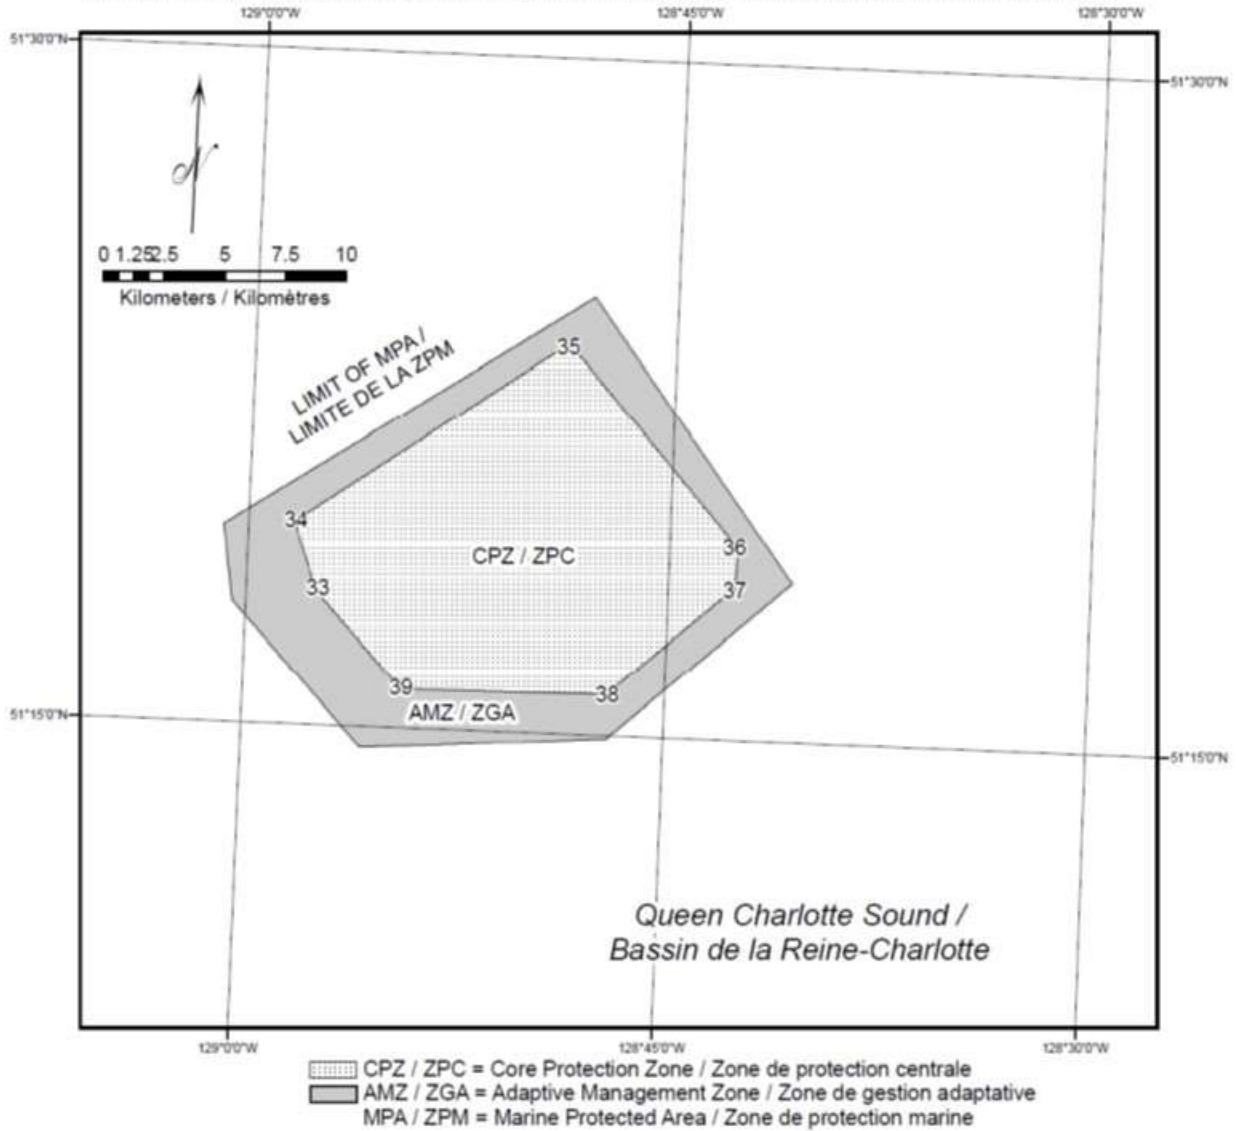 129°0'0"W
128°45'0"W
128°30'0"W
51°30'0"N
51°30'0"N
0 1.25 2.5 5 7.5 10
Kilometers / Kilomètres
LIMIT OF MPA /
LIMITE DE LA ZPM
35
34
36
CPZ / ZPC
33
37
39
38
AMZ / ZGA
51°15'0"N
51°15'0"N
Queen Charlotte Sound /
Bassin de la Reine-Charlotte
129°0'0"W
128°45'0"W
128°30'0"W
CPZ / ZPC = Core Protection Zone / Zone de protection centrale
AMZ / ZGA = Adaptive Management Zone / Zone de gestion adaptative
MPA / ZPM = Marine Protected Area / Zone de protection marine